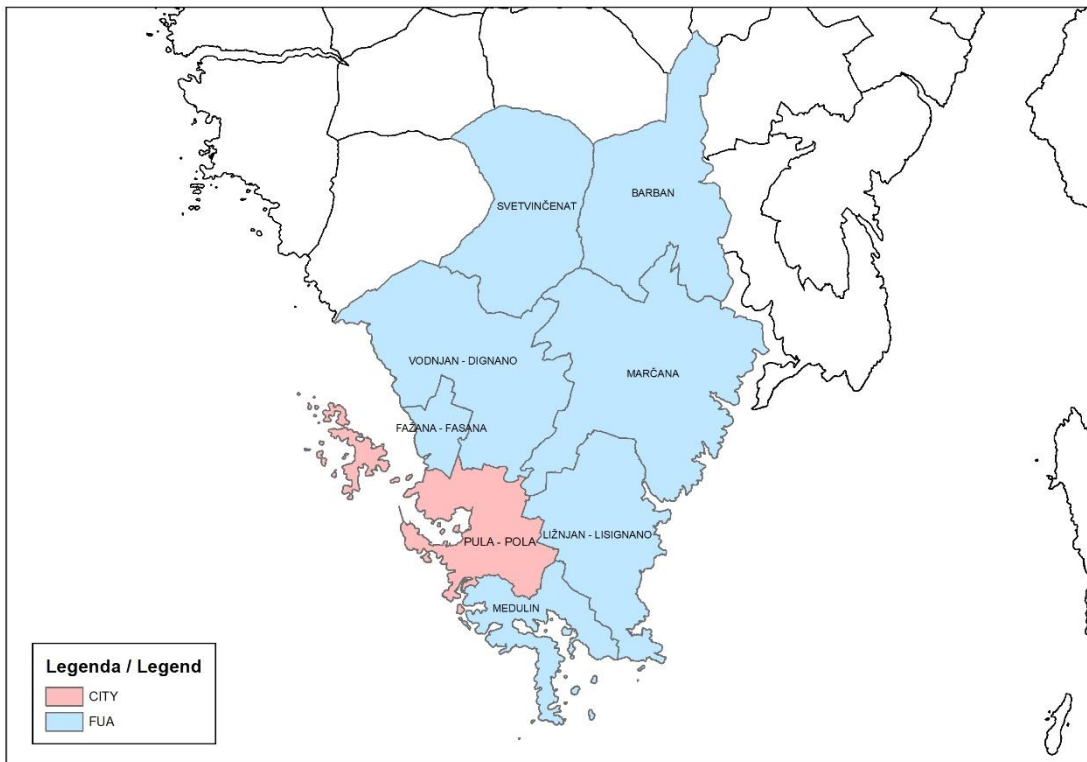 BARBAN
SVETVINČENAT
VODNJAN - DIGNANO
MARČANA
FAŽANA - FASANA
PULA - POLA
LIŽNJAN - LISIGNANO
MEDULIN
Legenda / Legend
CITY
FUA